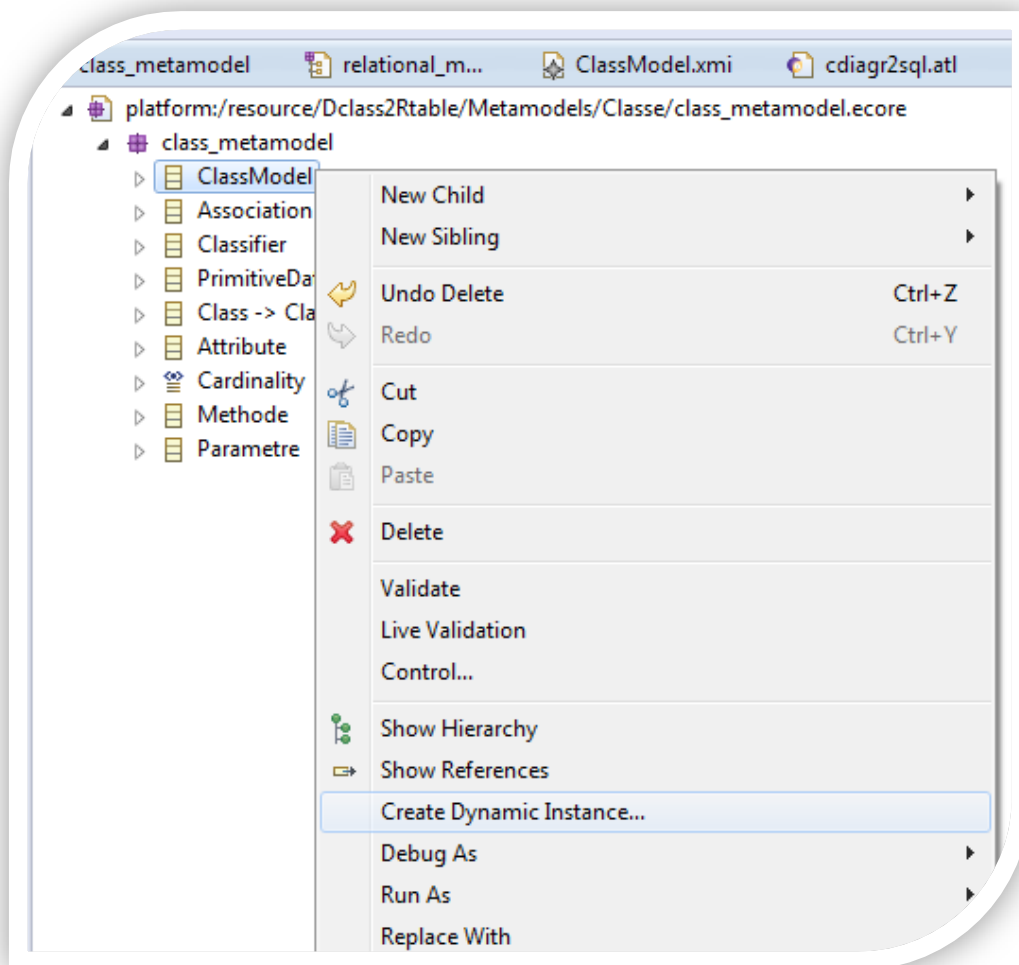 class_metamodel relational_m... ClassModel.xmi cdiagr2sql.atl
platform:/resource/Dclass2Rtable/Metamodels/Classe/class_metamodel.ecore
class_metamodel
ClassModel
Association
Classifier
PrimitiveDa
Class -> Cla
Attribute
Cardinality
Methode
Parametre
New Child
New Sibling
Undo Delete Ctrl+Z
Redo Ctrl+Y
Cut
Copy
Paste
Delete
Validate
Live Validation
Control...
Show Hierarchy
Show References
Create Dynamic Instance...
Debug As
Run As
Replace With